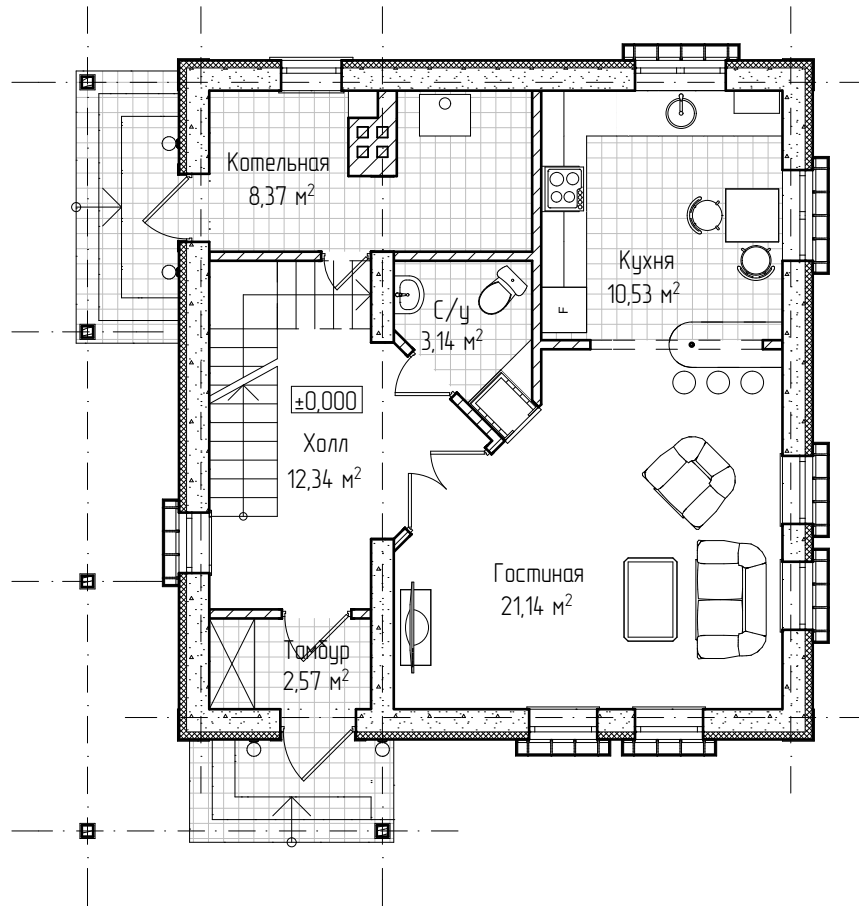 Котельная
8,37 м²
Кухня
10,53 м²
С/у
3,14 м²
F
±0,000
Холл
12,34 м²
Гостиная
21,14 м²
Тамбур
2,57 м²